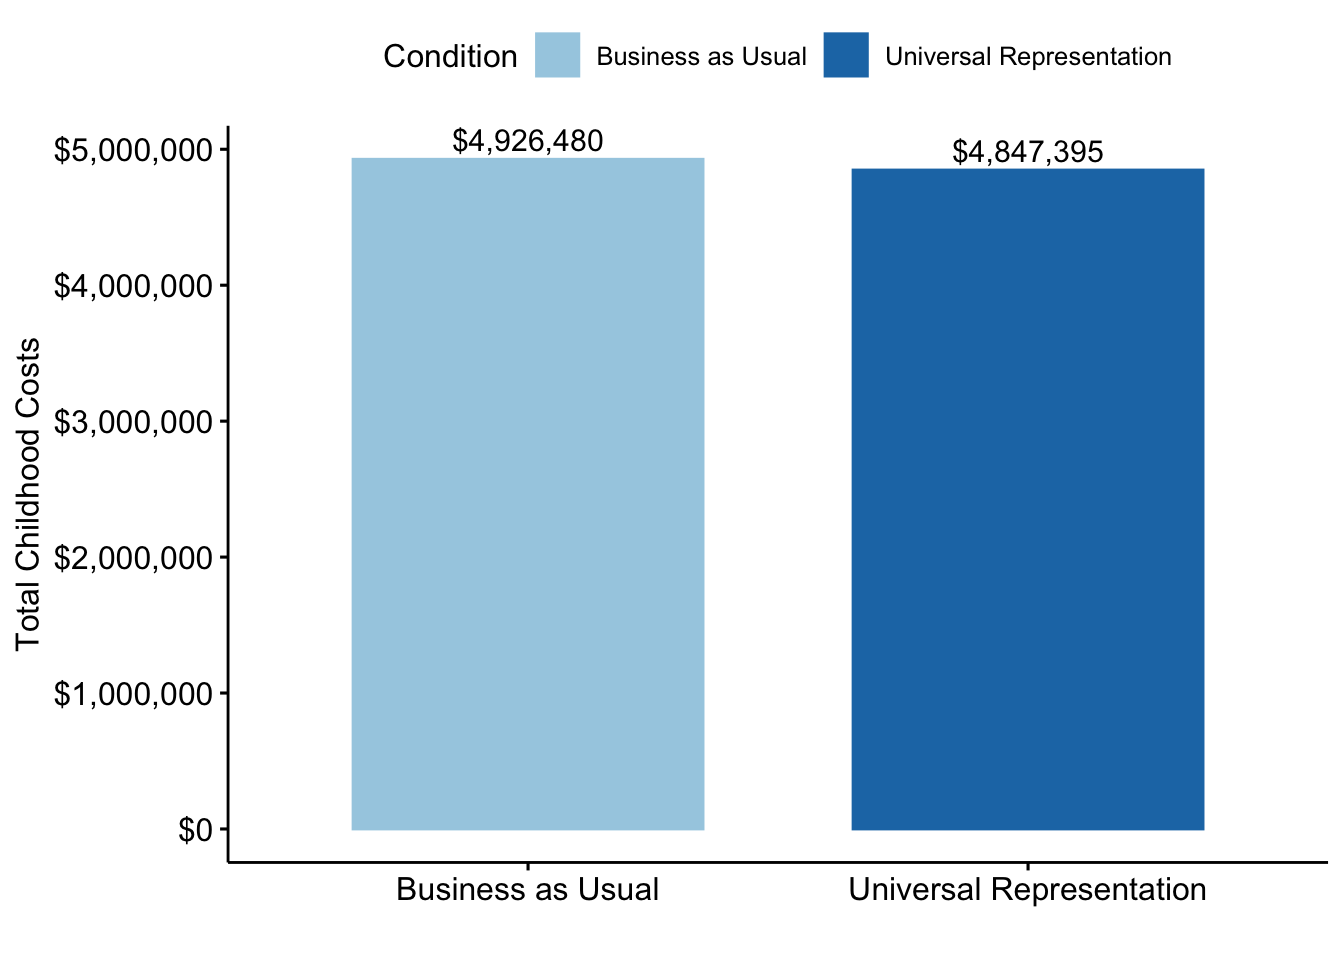 Condition Business as Usual Universal Representation
Total Childhood Costs
$5,000,000
$4,000,000
$3,000,000
$2,000,000
$1,000,000
$0
$4,926,480
$4,847,395
Business as Usual
Universal Representation